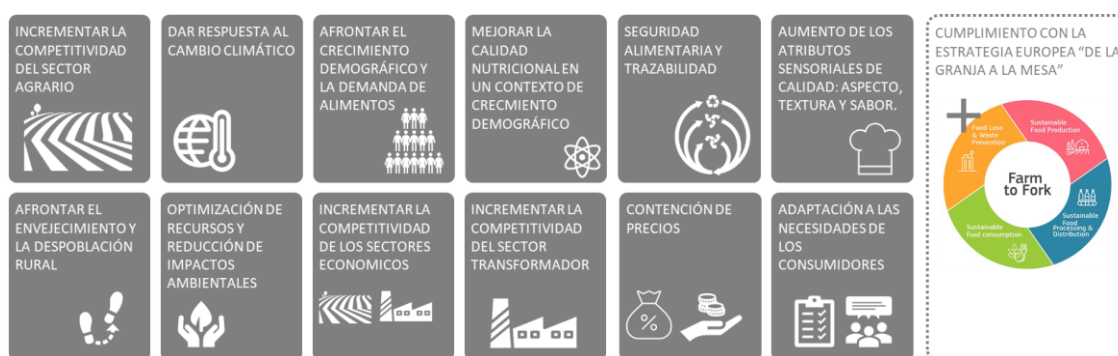 INCREMENTAR LA
COMPETITIVIDAD
DEL SECTOR
AGRARIO
DAR RESPUESTA AL
CAMBIO CLIMÁTICO
AFRONTAR EL
CRECIMIENTO
DEMOGRÁFICO Y
LA DEMANDA DE
ALIMENTOS
MEJORAR LA
CALIDAD
NUTRICIONAL EN
UN CONTEXTO DE
CRECMIENTO
DEMOGRÁFICO
SEGURIDAD
ALIMENTARIA Y
TRAZABILIDAD
AUMENTO DE LOS
ATRIBUTOS
SENSORIALES DE
CALIDAD: ASPECTO,
TEXTURA Y SABOR.
CUMPLIMIENTO CON LA
ESTRATEGIA EUROPEA “DE LA
GRANJA A LA MESA”
Food Loss
& Waste
Prevention
Sustainable
Food Production
Farm
to Fork
Sustainable
food consumption
Sustainable
Food
Processing &
Distribution
AFRONTAR EL
ENVEJECIMIENTO Y
LA DESPOBLACIÓN
RURAL
OPTIMIZACIÓN DE
RECURSOS Y
REDUCCIÓN DE
IMPACTOS
AMBIENTALES
INCREMENTAR LA
COMPETITIVIDAD
DE LOS SECTORES
ECONOMICOS
INCREMENTAR LA
COMPETITIVIDAD
DEL SECTOR
TRANSFORMADOR
CONTENCIÓN DE
PRECIOS
%
ADAPTACIÓN A LAS
NECESIDADES DE
LOS
CONSUMIDORES